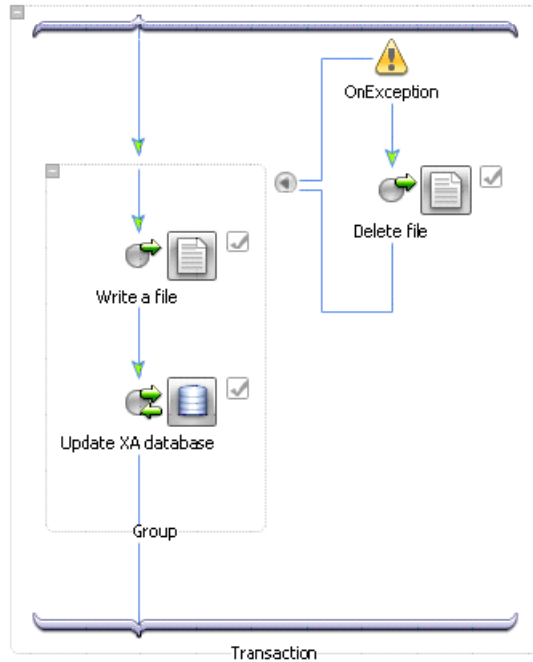 OnException
Delete file
Write a file
Update XA database
Group
Transaction